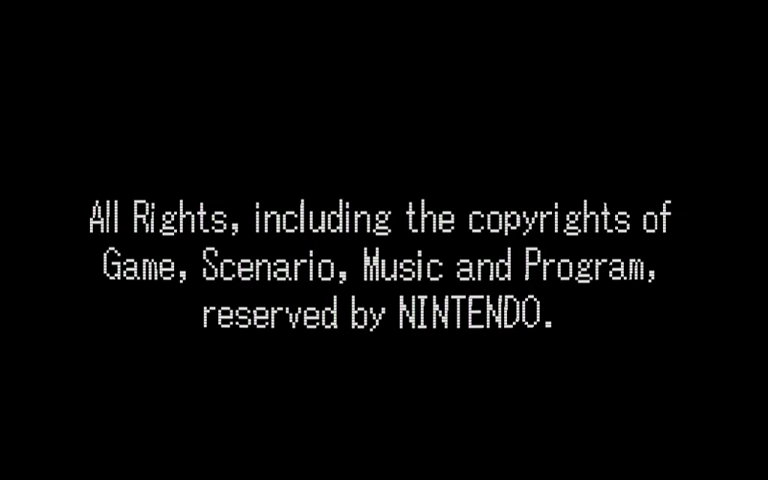 All Rights, including the copyrights of
Game, Scenario, Music and Program,
reserved by NINTENDO.